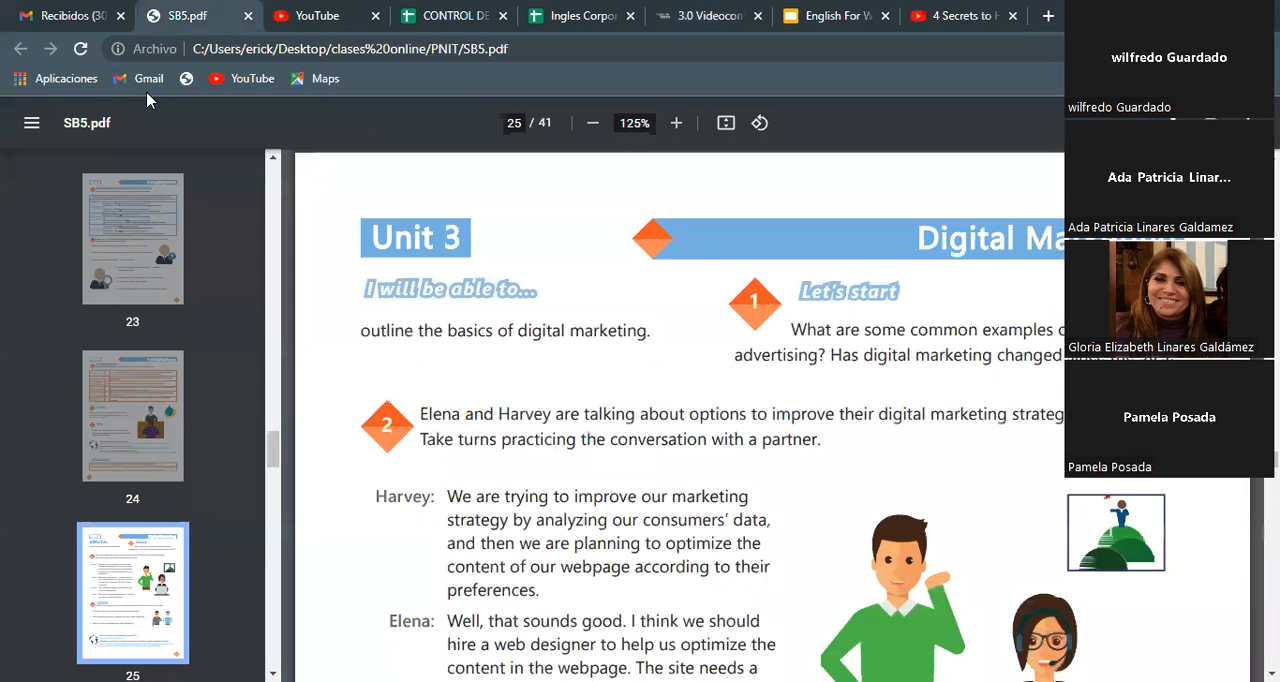 Recibidos (30
SB5.pdf
YouTube
CONTROL DE
Ingles Corpor
3.0 Videocon
English For W
4 Secrets to H
Archivo
C:/Users/erick/Desktop/clases%20online/PNIT/SB5.pdf
Aplicaciones
Gmail
YouTube
Maps
SB5.pdf
25 / 41
125%
23
24
25
Unit 3
Digital Ma
I will be able to...
outline the basics of digital marketing.
1
Let's start
What are some common examples
advertising? Has digital marketing changed
2
Elena and Harvey are talking about options to improve their digital marketing strateg
Take turns practicing the conversation with a partner.
Harvey: We are trying to improve our marketing
strategy by analyzing our consumers' data,
and then we are planning to optimize the
content of our webpage according to their
preferences.
Elena: Well, that sounds good. I think we should
hire a web designer to help us optimize the
content in the webpage. The site needs a
wilfredo Guardado
wilfredo Guardado
Ada Patricia Linar...
Ada Patricia Linares Galdamez
Gloria Elizabeth Linares Galdámez
Pamela Posada
Pamela Posada